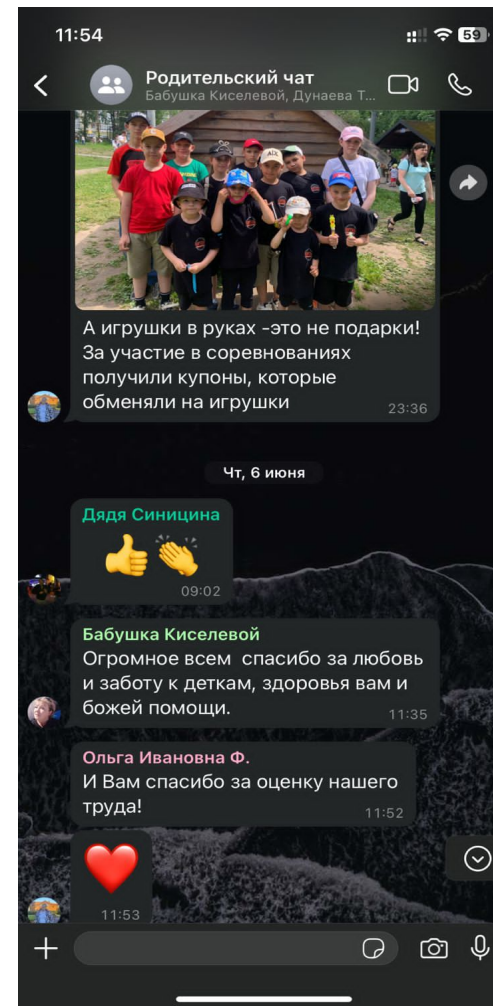 11:54
59
Родительский чат
Бабушка Киселевой, Дунаева Т...
А игрушки в руках -это не подарки!
За участие в соревнованиях
получили купоны, которые
обменяли на игрушки
23:36
Чт, 6 июня
Дядя Синицина
👍👏
09:02
Бабушка Киселевой
Огромное всем спасибо за любовь
и заботу к деткам, здоровья вам и
божей помощи.
11:35
Ольга Ивановна Ф.
И Вам спасибо за оценку нашего
труда!
11:52
❤️
11:53